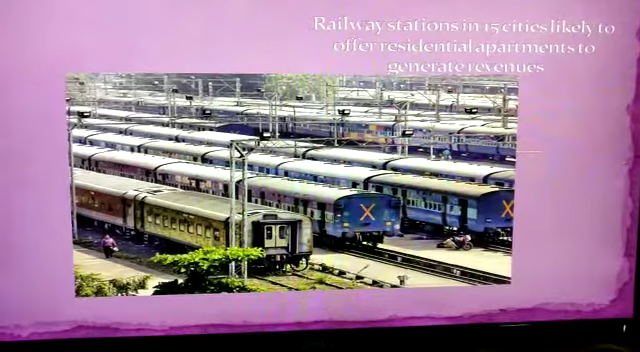 Railway stations in 15 cities likely to
offer residential apartments to
generate revenues
X
X